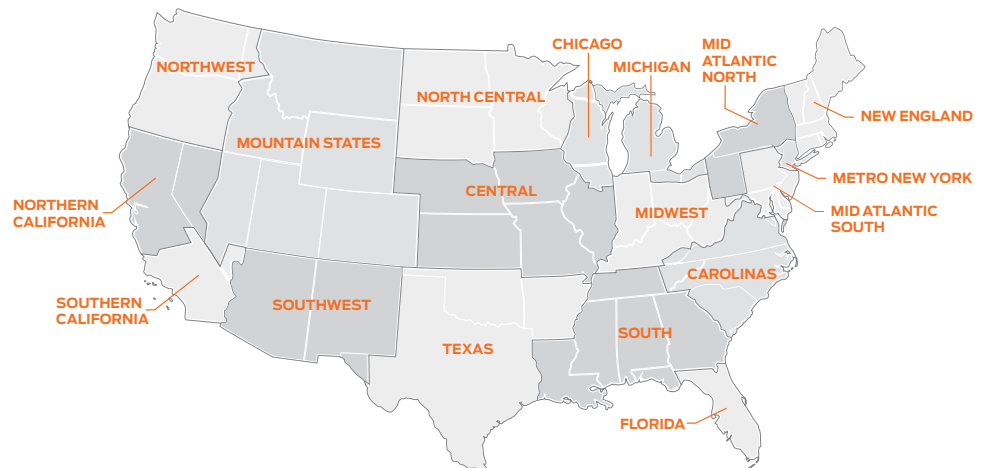 CHICAGO
MID
ATLANTIC
NORTH
NORTHWEST
MICHIGAN
NORTH CENTRAL
NEW ENGLAND
MOUNTAIN STATES
METRO NEW YORK
CENTRAL
NORTHERN
CALIFORNIA
MIDWEST
MID ATLANTIC
SOUTH
CAROLINAS
SOUTHERN
CALIFORNIA
SOUTHWEST
SOUTH
TEXAS
FLORIDA